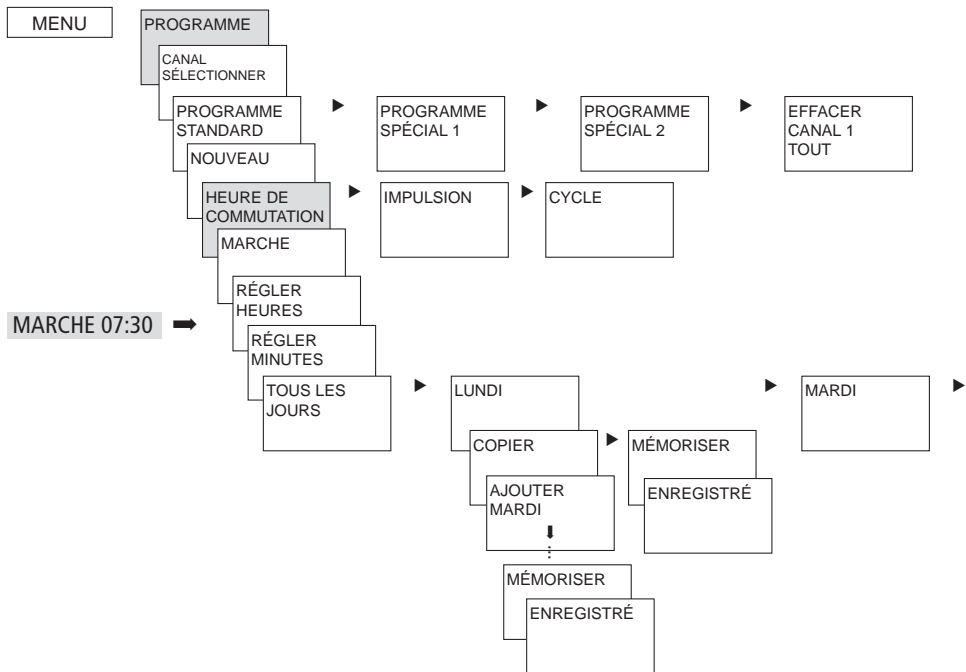 MENU
PROGRAMME
CANAL
SÉLECTIONNER
PROGRAMME
STANDARD
PROGRAMME
SPÉCIAL 1
PROGRAMME
SPÉCIAL 2
EFFACER
CANAL 1
TOUT
NOUVEAU
HEURE DE
COMMUTATION
IMPULSION
CYCLE
MARCHE
RÉGLER
HEURES
MARCHE 07:30
RÉGLER
MINUTES
TOUS LES
JOURS
LUNDI
MARDI
COPIER
MÉMORISER
AJOUTER
MARDI
ENREGISTRÉ
MÉMORISER
ENREGISTRÉ